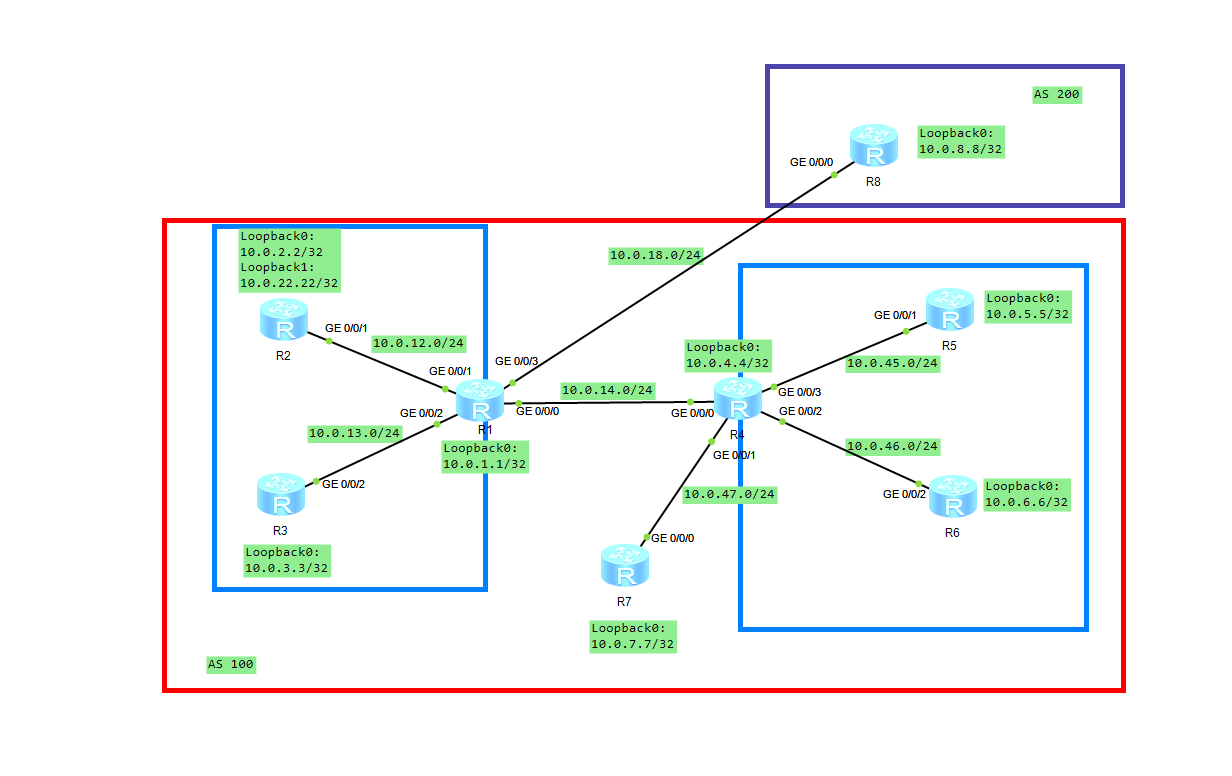 AS 200
Loopback0:
10.0.8.8/32
GE 0/0/0
R
R8
Loopback0:
10.0.2.2/32
Loopback1:
10.0.22.22/32
10.0.18.0/24
R
R2
GE 0/0/1
10.0.12.0/24
GE 0/0/1
GE 0/0/3
Loopback0:
10.0.4.4/32
GE 0/0/1
R
R5
Loopback0:
10.0.5.5/32
10.0.45.0/24
GE 0/0/2
R
R1
GE 0/0/0
10.0.14.0/24
GE 0/0/0
R
R4
GE 0/0/3
GE 0/0/2
GE 0/0/1
10.0.13.0/24
Loopback0:
10.0.1.1/32
10.0.46.0/24
R
R3
GE 0/0/2
10.0.47.0/24
GE 0/0/2
R
R6
Loopback0:
10.0.6.6/32
Loopback0:
10.0.3.3/32
GE 0/0/0
R
R7
Loopback0:
10.0.7.7/32
AS 100